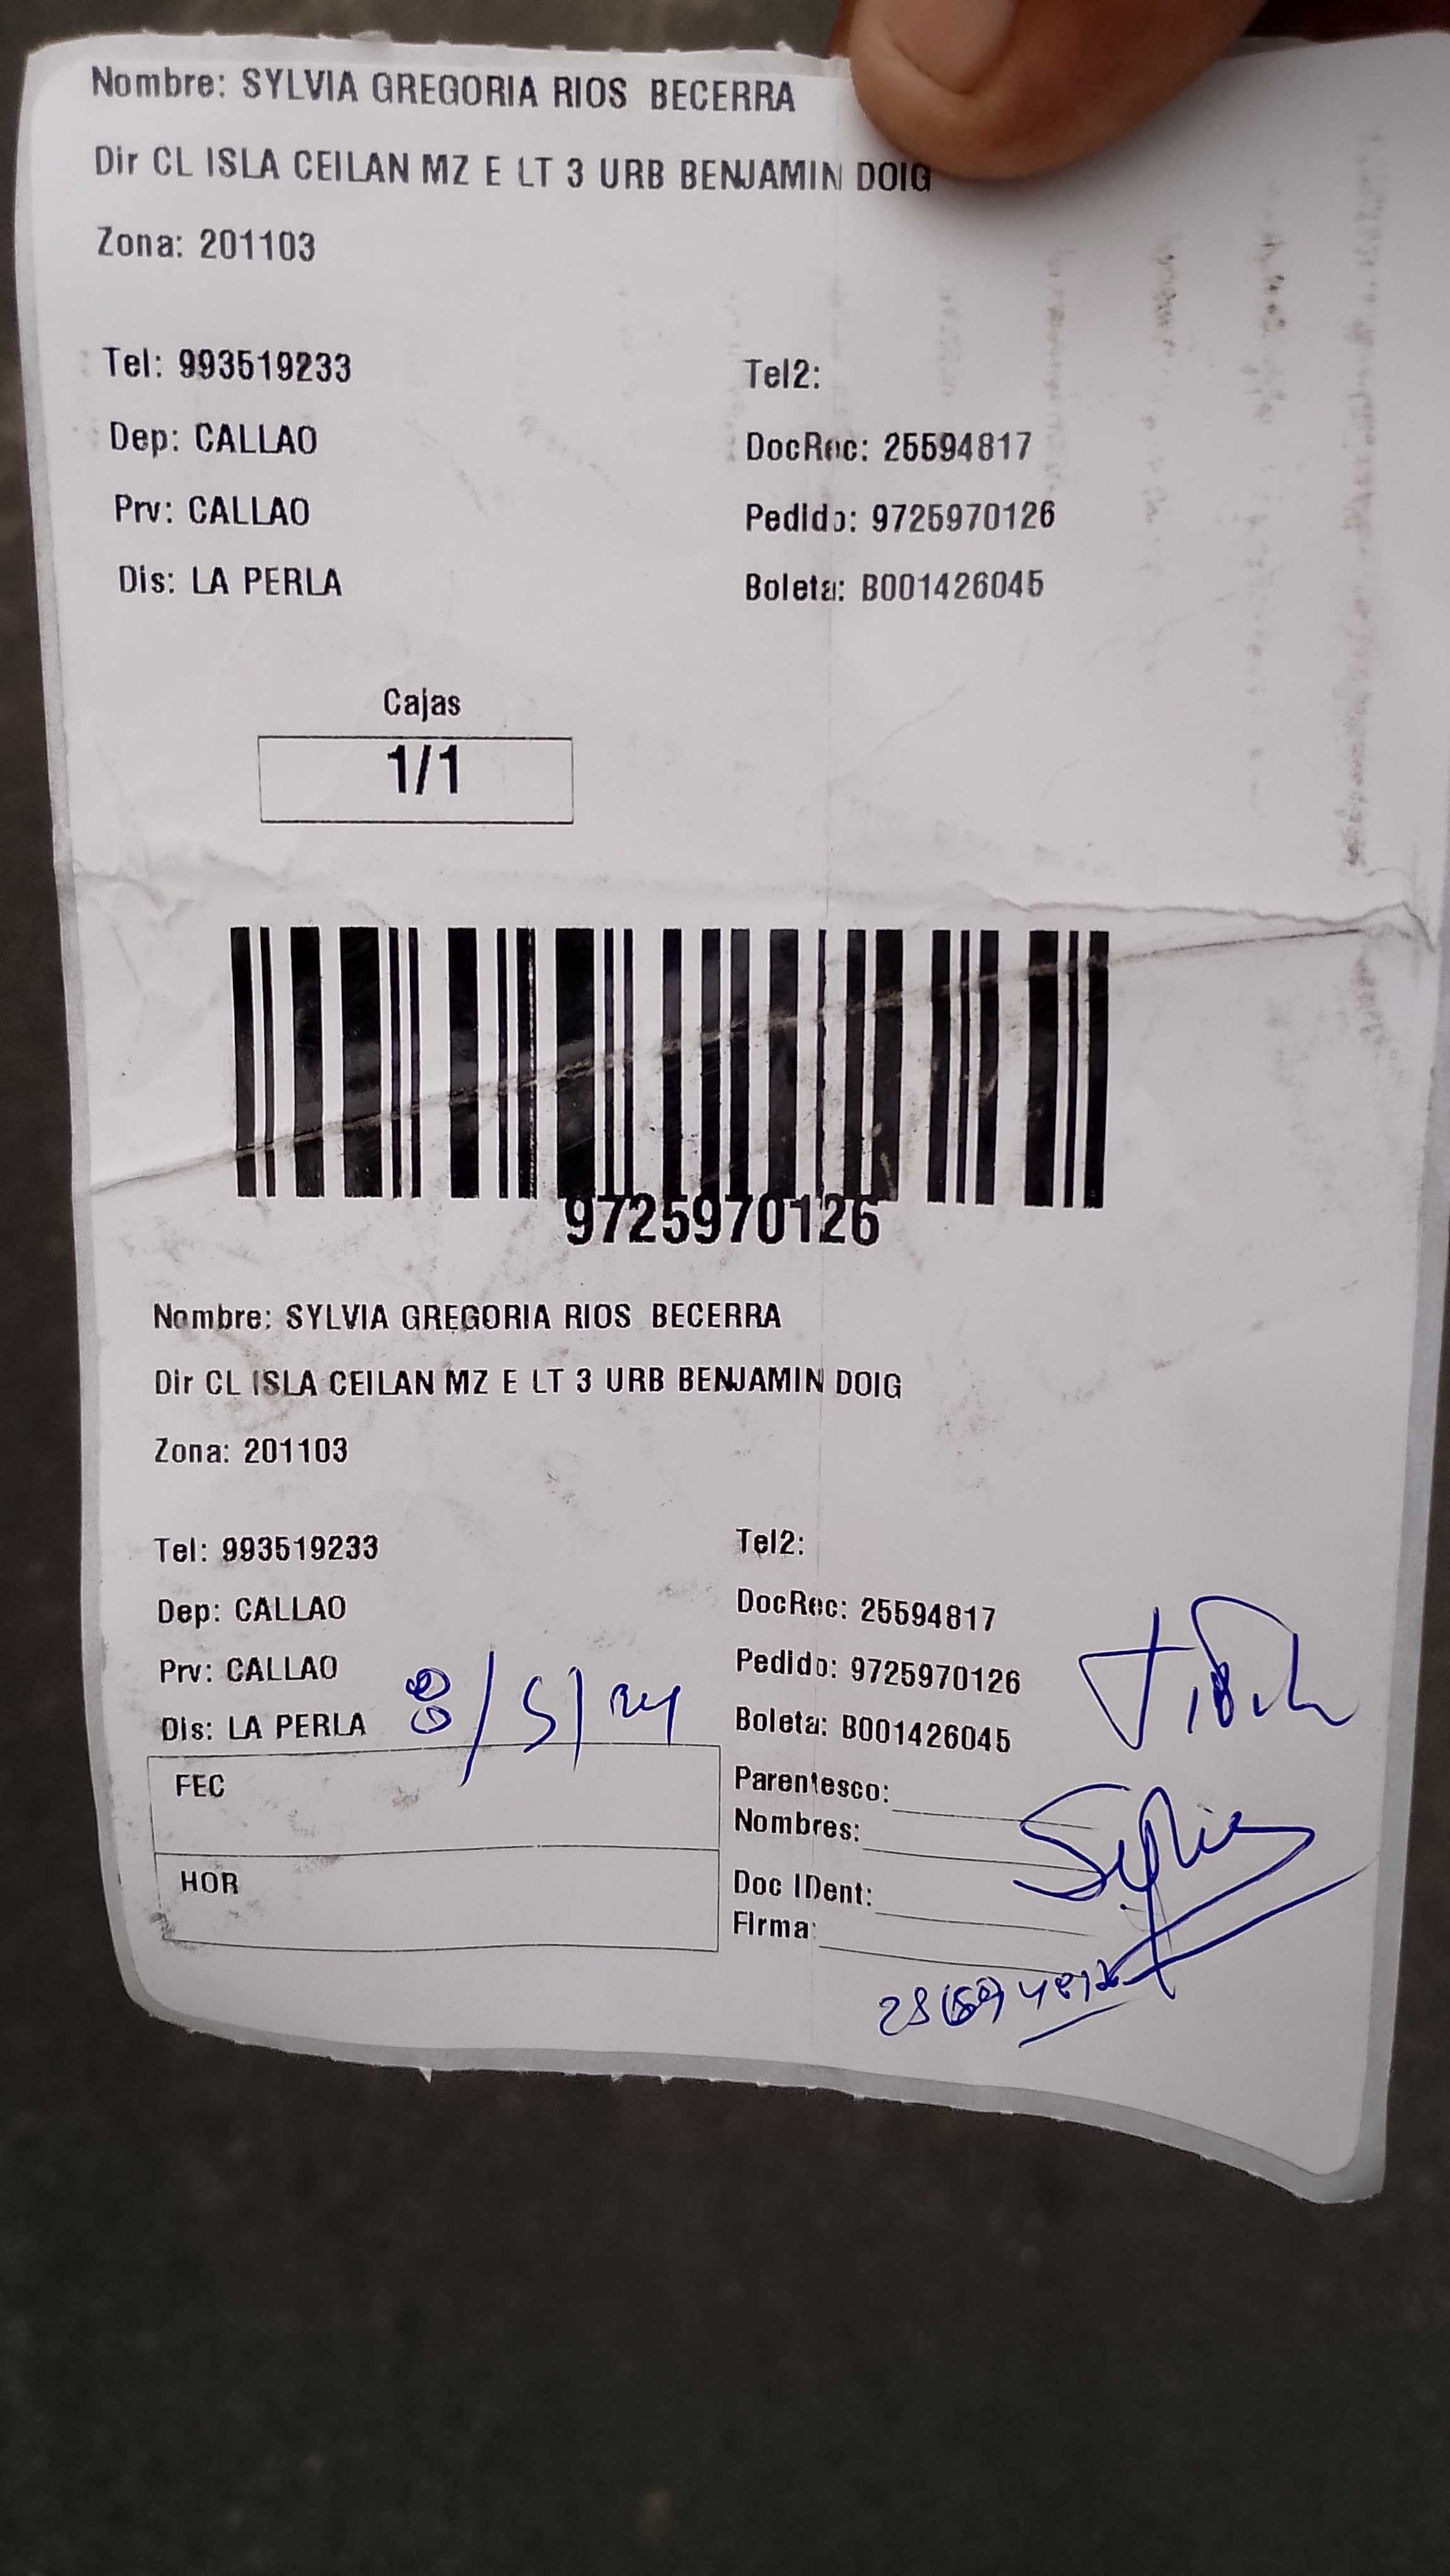 Nombre: SYLVIA GREGORIA RIOS BECERRA
Dir CL ISLA CEILAN MZ E LT 3 URB BENJAMIN DOIG
Zona: 201103
Tel: 993519233 Tel2:
Dep: CALLAO DocRec: 25594817
Prv: CALLAO Pedido: 9725970126
Dis: LA PERLA Boleta: B001426045
Cajas
1/1
9725970126
Nombre: SYLVIA GREGORIA RIOS BECERRA
Dir CL ISLA CEILAN MZ E LT 3 URB BENJAMIN DOIG
Zona: 201103
Tel: 993519233 Tel2:
Dep: CALLAO DocRec: 25594817
Prv: CALLAO Pedido: 9725970126
Dis: LA PERLA 8/5/24 Boleta: B001426045
FEC Parentesco:
Nombres:
HOR Doc IDent:
Firma: